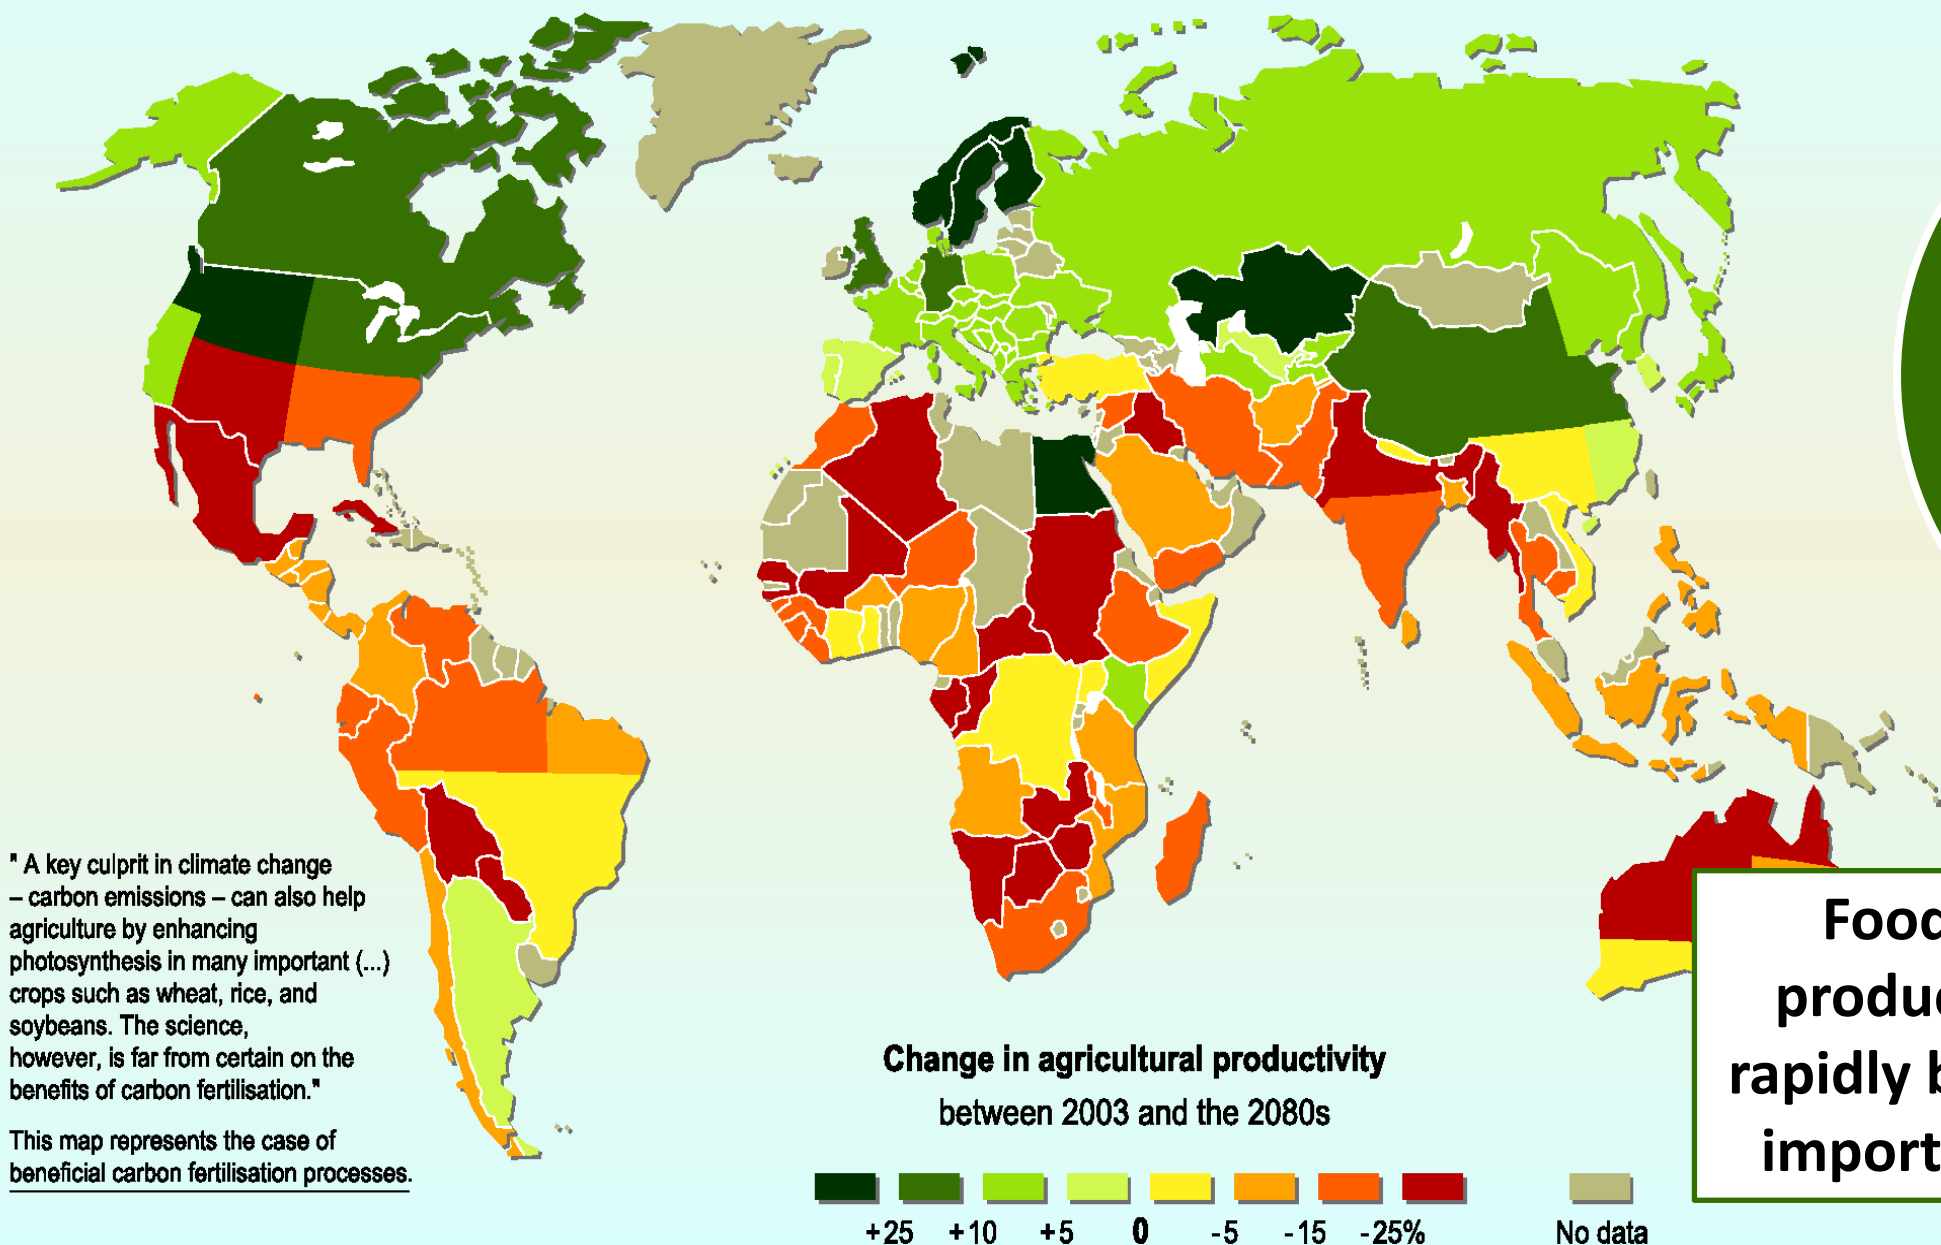 " A key culprit in climate change
– carbon emissions – can also help
agriculture by enhancing
photosynthesis in many important (...)
crops such as wheat, rice, and
soybeans. The science,
however, is far from certain on the
benefits of carbon fertilisation."
This map represents the case of
beneficial carbon fertilisation processes.
Change in agricultural productivity
between 2003 and the 2080s
+25 +10 +5 0 -5 -15 -25% No data
rapidly